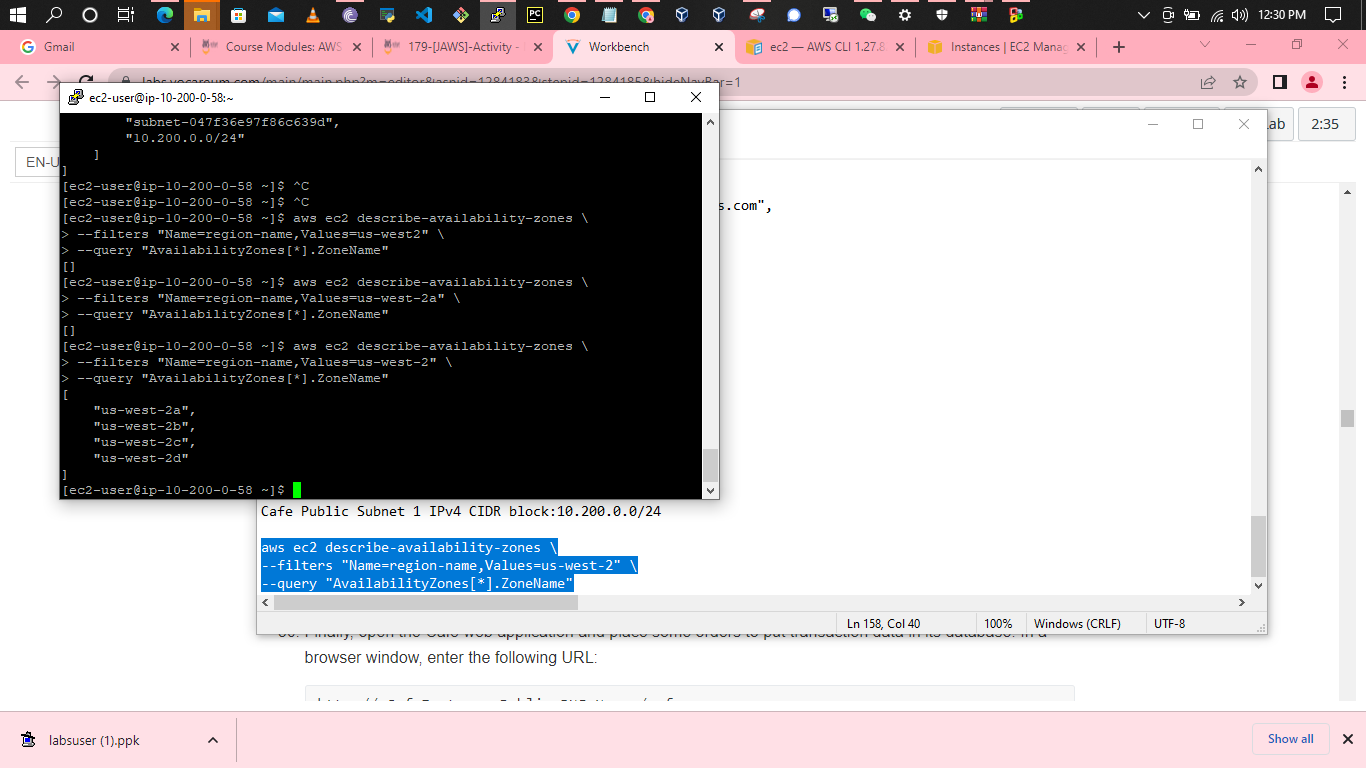 12:30 PM
Gmail
Course Modules: AWS
179-[JAWS]-Activity -
Workbench
ec2 — AWS CLI 1.27.8
Instances | EC2 Manag
labs.vocareum.com/main/main.php?m=editor&asnid=1284183&stepid=1284185&hideNavBar=1
ec2-user@ip-10-200-0-58:~
ab
2:35
EN-U
"subnet-047f36e97f86c639d",
"10.200.0.0/24"
]
]
[ec2-user@ip-10-200-0-58 ~]$ ^C
[ec2-user@ip-10-200-0-58 ~]$ ^C
s.com",
[ec2-user@ip-10-200-0-58 ~]$ aws ec2 describe-availability-zones \
> --filters "Name=region-name,Values=us-west2" \
> --query "AvailabilityZones[*].ZoneName"
[]
[ec2-user@ip-10-200-0-58 ~]$ aws ec2 describe-availability-zones \
> --filters "Name=region-name,Values=us-west-2a" \
> --query "AvailabilityZones[*].ZoneName"
[]
[ec2-user@ip-10-200-0-58 ~]$ aws ec2 describe-availability-zones \
> --filters "Name=region-name,Values=us-west-2" \
> --query "AvailabilityZones[*].ZoneName"
[
"us-west-2a",
"us-west-2b",
"us-west-2c",
"us-west-2d"
]
[ec2-user@ip-10-200-0-58 ~]$
Cafe Public Subnet 1 IPv4 CIDR block:10.200.0.0/24
aws ec2 describe-availability-zones \
--filters "Name=region-name,Values=us-west-2" \
--query "AvailabilityZones[*].ZoneName"
Ln 158, Col 40
100%
Windows (CRLF)
UTF-8
Finally, open the Cafe web application and place some orders to put transaction data in its database. In a
browser window, enter the following URL:
labsuser (1).ppk
Show all